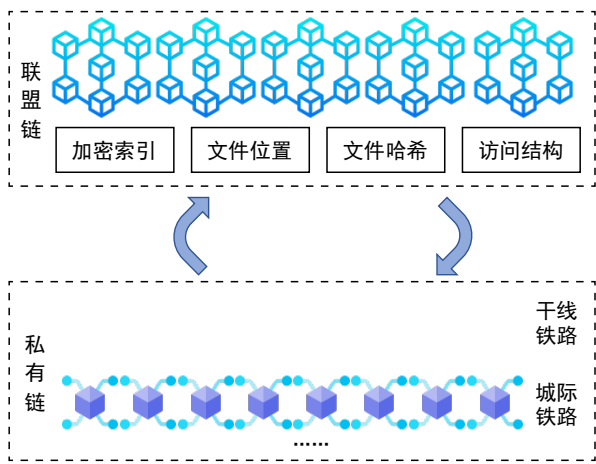 联盟链
加密索引
文件位置
文件哈希
访问结构
私有链
干线
铁路
城际
铁路
......